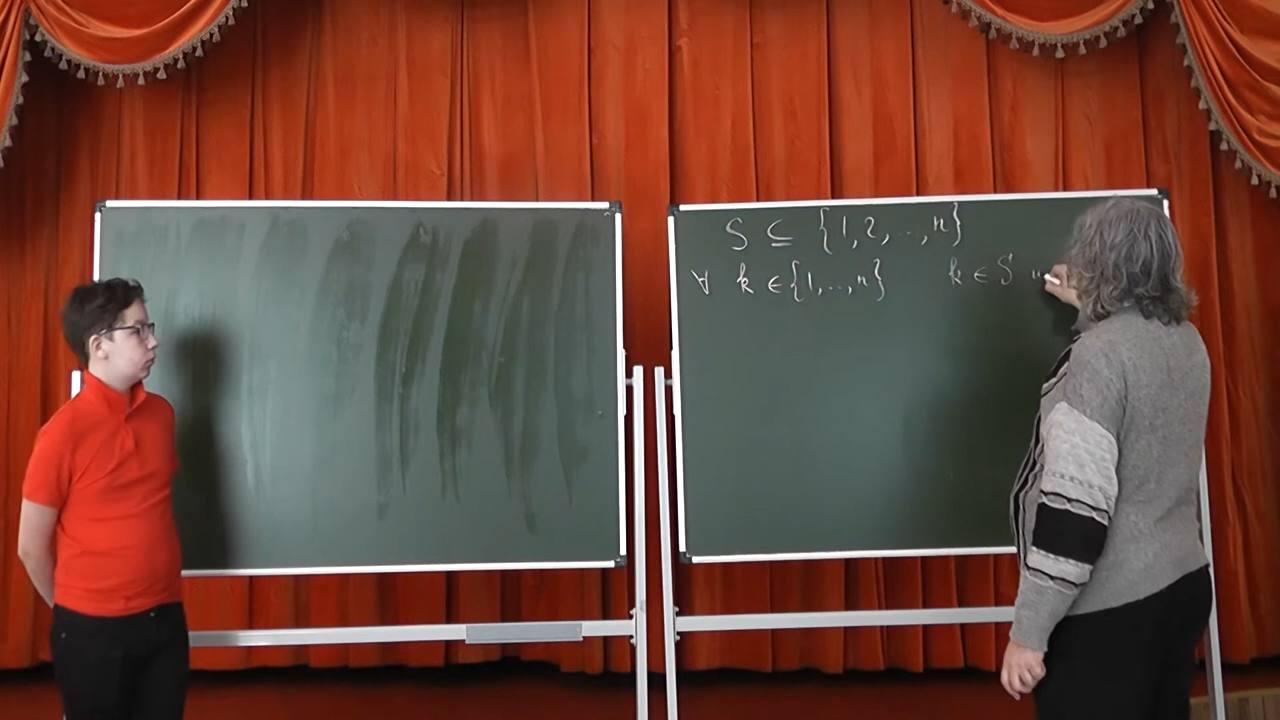 S ⊆ {1, 2, ..., n}
∀ k ∈ {1, ..., n} k ∈ S